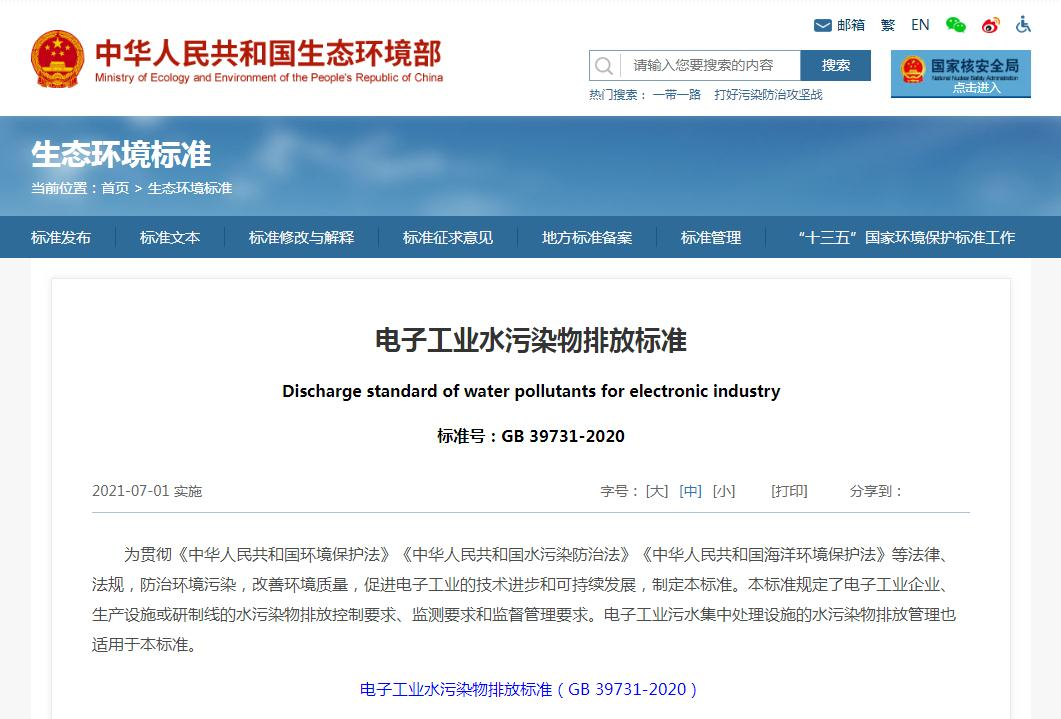 邮箱 繁 EN
中华人民共和国生态环境部
Ministry of Ecology and Environment of the People's Republic of China
请输入您要搜索的内容 搜索
热门搜索： 一带一路 打好污染防治攻坚战
国家核安全局
National Nuclear Safety Administration
点击进入
生态环境标准
当前位置：首页 > 生态环境标准
标准发布 标准文本 标准修改与解释 标准征求意见 地方标准备案 标准管理 “十三五”国家环境保护标准工作
电子工业水污染物排放标准
Discharge standard of water pollutants for electronic industry
标准号：GB 39731-2020
2021-07-01 实施 字号： [大] [中] [小] [打印] 分享到：
为贯彻《中华人民共和国环境保护法》《中华人民共和国水污染防治法》《中华人民共和国海洋环境保护法》等法律、
法规，防治环境污染，改善环境质量，促进电子工业的技术进步和可持续发展，制定本标准。本标准规定了电子工业企业、
生产设施或研制线的水污染物排放控制要求、监测要求和监督管理要求。电子工业污水集中处理设施的水污染物排放管理也
适用于本标准。
电子工业水污染物排放标准（GB 39731-2020）